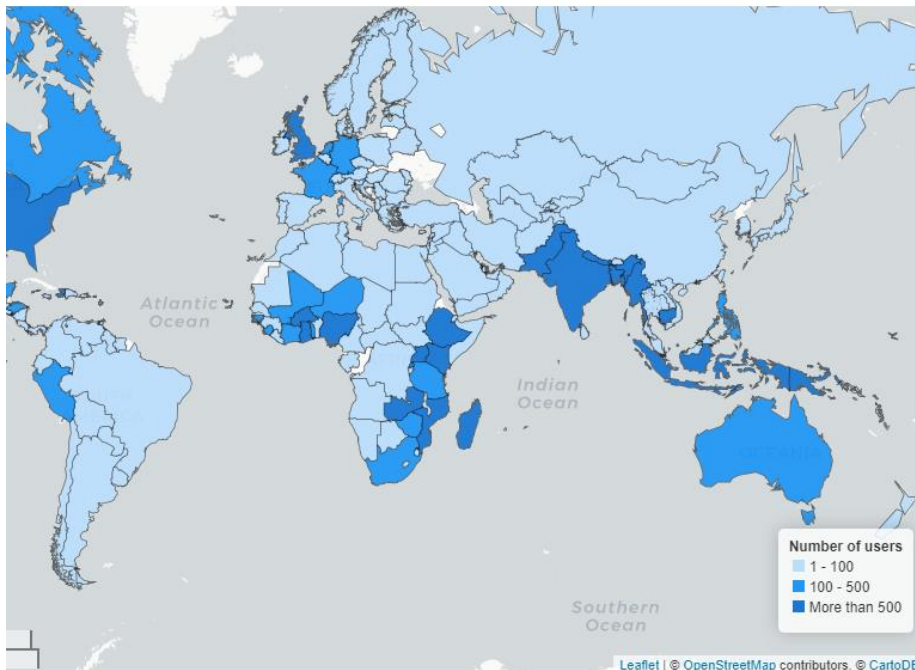 Atlantic
Ocean
Indian
Ocean
OCEANIA
Number of users
1 - 100
100 - 500
More than 500
Southern
Ocean
Leaflet | © OpenStreetMap contributors, © CartoDB